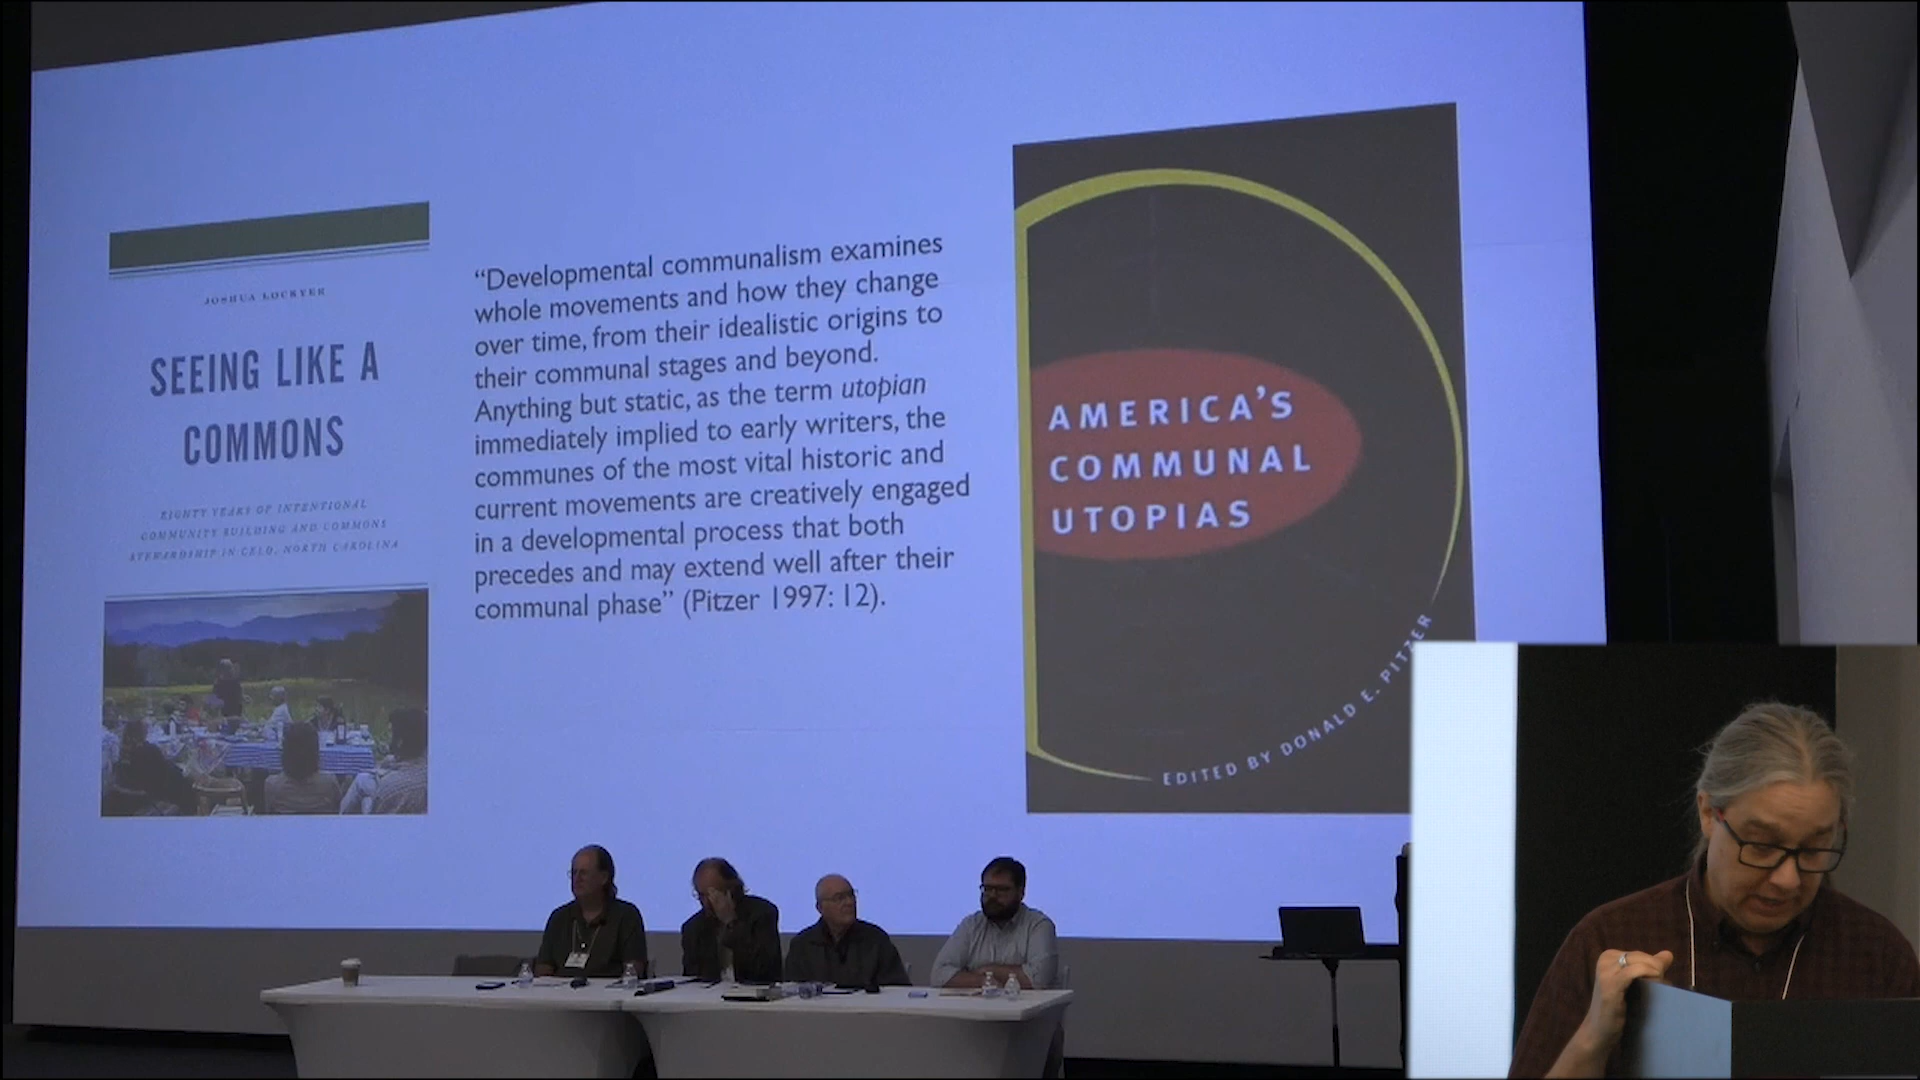 JOSHUA LOCKYER
SEEING LIKE A
COMMONS
EIGHTY YEARS OF INTENTIONAL
COMMUNITY BUILDING AND COMMONS
STEWARDSHIP IN CELO, NORTH CAROLINA
“Developmental communalism examines
whole movements and how they change
over time, from their idealistic origins to
their communal stages and beyond.
Anything but static, as the term utopian
immediately implied to early writers, the
communes of the most vital historic and
current movements are creatively engaged
in a developmental process that both
precedes and may extend well after their
communal phase” (Pitzer 1997: 12).
AMERICA’S
COMMUNAL
UTOPIAS
EDITED BY DONALD E. PITZER